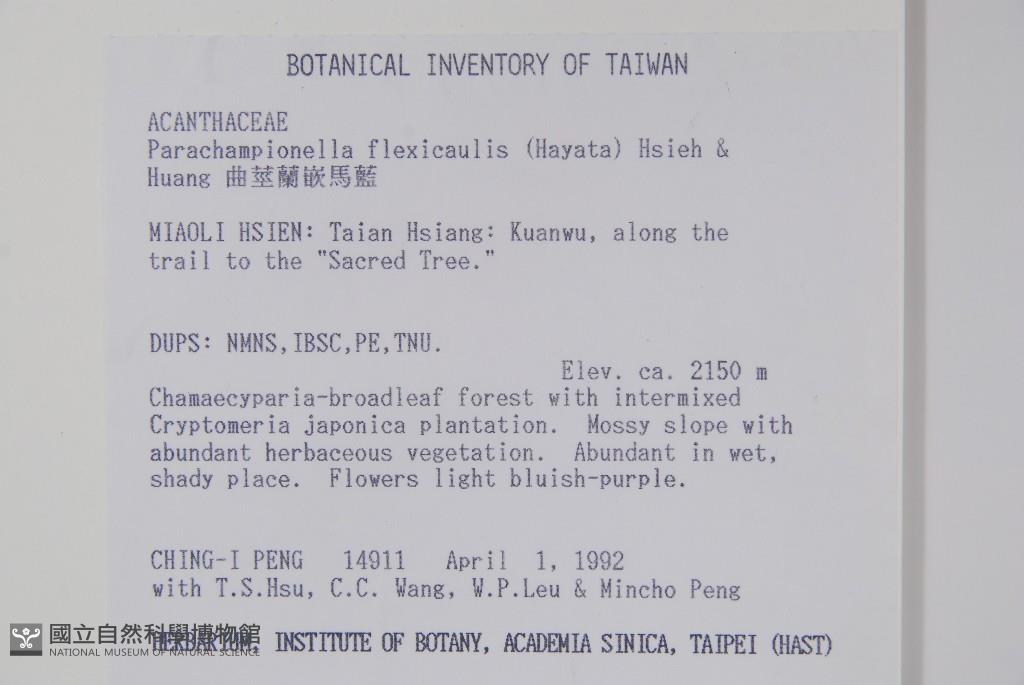 BOTANICAL INVENTORY OF TAIWAN
ACANTHACEAE
Parachampionella flexicaulis (Hayata) Hsieh &
Huang 曲莖蘭嵌馬藍
MIAOLI HSIEN: Taian Hsiang: Kuanwu, along the
trail to the "Sacred Tree."
DUPS: NMNS,IBSC,PE,TNU.
Elev. ca. 2150 m
Chamaecyparia-broadleaf forest with intermixed
Cryptomeria japonica plantation. Mossy slope with
abundant herbaceous vegetation. Abundant in wet,
shady place. Flowers light bluish-purple.
CHING-I PENG 14911 April 1, 1992
with T.S.Hsu, C.C. Wang, W.P.Leu & Mincho Peng
HERBARIUM, INSTITUTE OF BOTANY, ACADEMIA SINICA, TAIPEI (HAST)
國立自然科學博物館
NATIONAL MUSEUM OF NATURAL SCIENCE